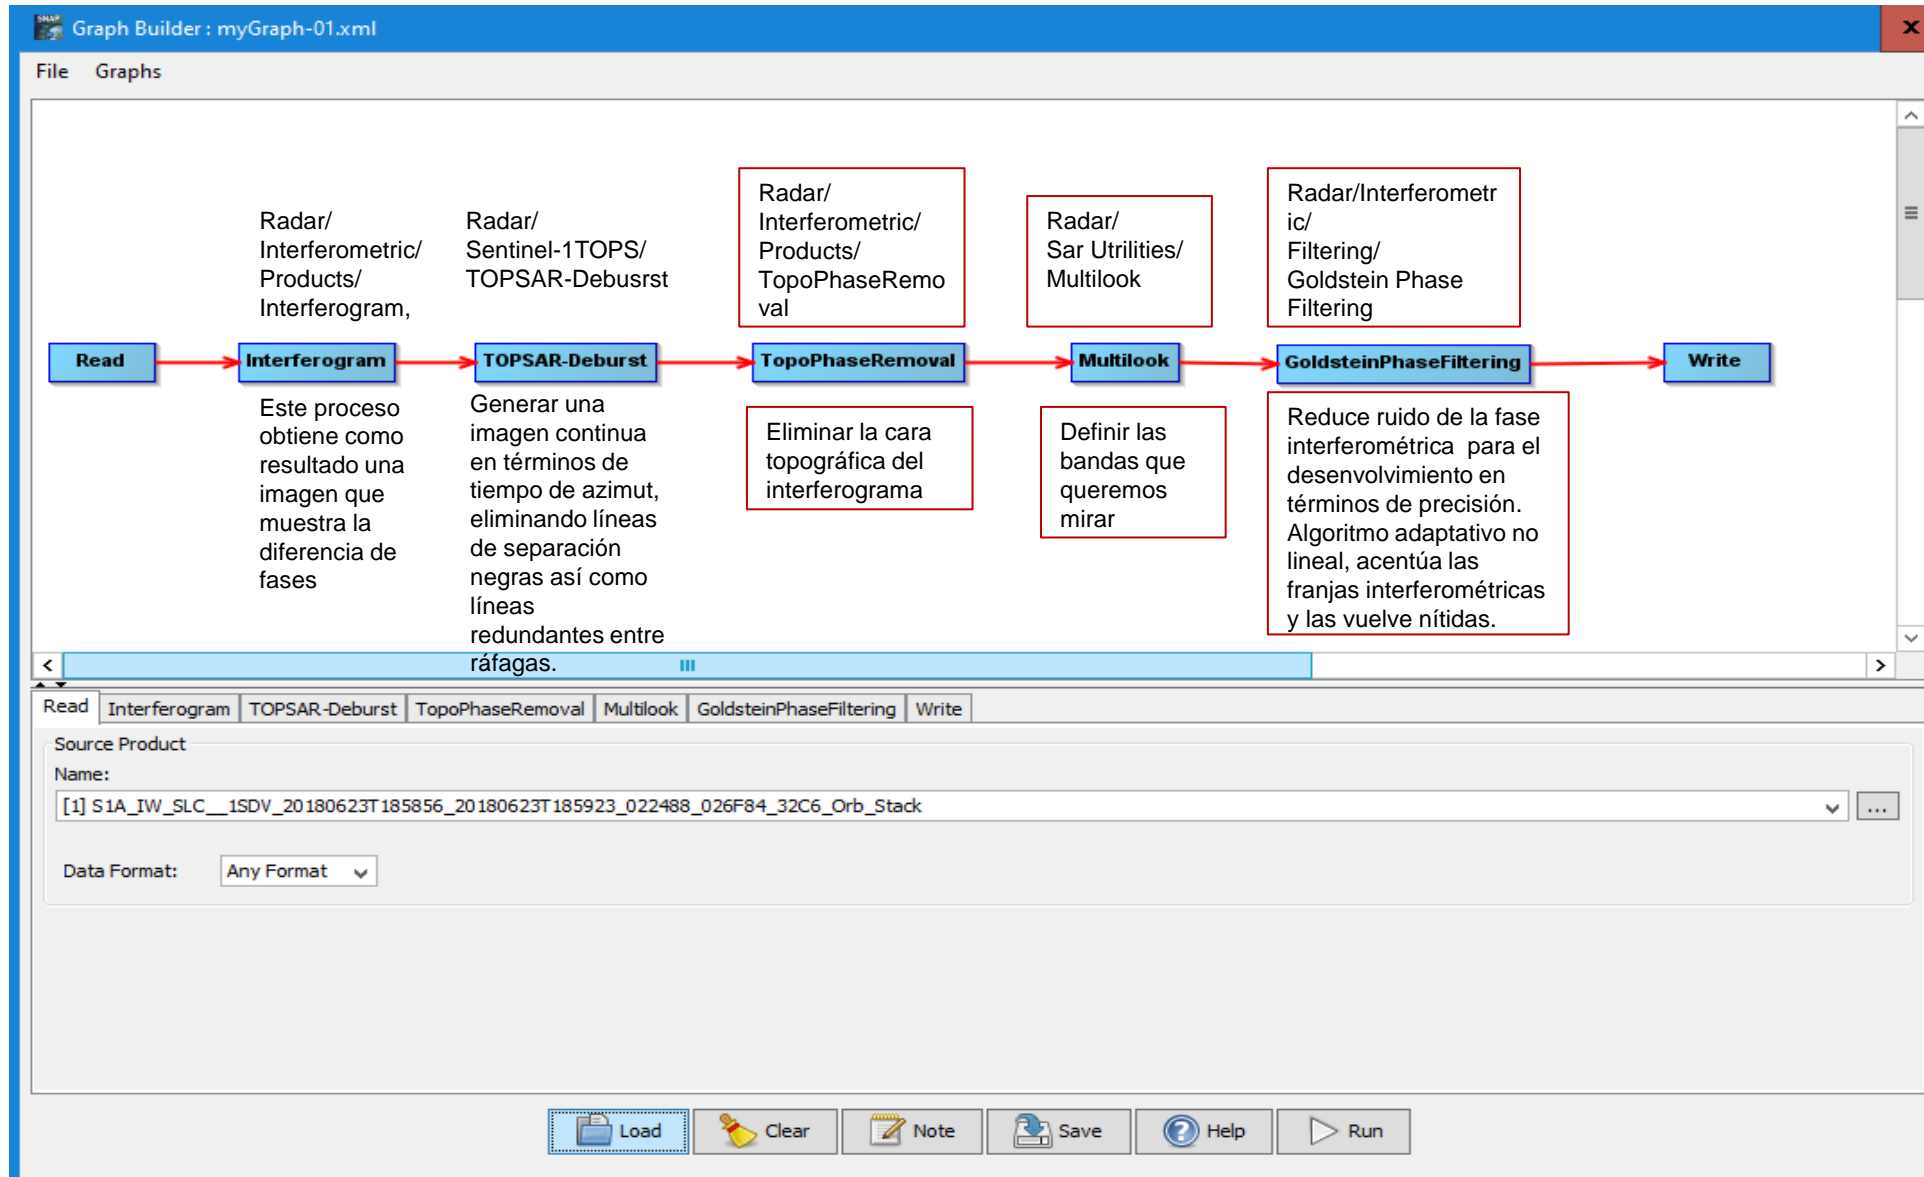 SNAP
Graph Builder : myGraph-01.xml
x
File Graphs
Radar/
Interferometric/
Products/
Interferogram,
Radar/
Sentinel-1TOPS/
TOPSAR-Debusrst
Radar/
Interferometric/
Products/
TopoPhaseRemo
val
Radar/
Sar Utrilities/
Multilook
Radar/Interferometr
ic/
Filtering/
Goldstein Phase
Filtering
Read
Interferogram
TOPSAR-Deburst
TopoPhaseRemoval
Multilook
GoldsteinPhaseFiltering
Write
Este proceso
obtiene como
resultado una
imagen que
muestra la
diferencia de
fases
Generar una
imagen continua
en términos de
tiempo de azimut,
eliminando líneas
de separación
negras así como
líneas
redundantes entre
ráfagas.
Eliminar la cara
topográfica del
interferograma
Definir las
bandas que
queremos
mirar
Reduce ruido de la fase
interferométrica para el
desenvolvimiento en
términos de precisión.
Algoritmo adaptativo no
lineal, acentúa las
franjas interferométricas
y las vuelve nítidas.
Read Interferogram TOPSAR-Deburst TopoPhaseRemoval Multilook GoldsteinPhaseFiltering Write
Source Product
Name:
[1] S1A_IW_SLC__1SDV_20180623T185856_20180623T185923_022488_026F84_32C6_Orb_Stack
...
Data Format: Any Format
Load Clear Note Save Help Run